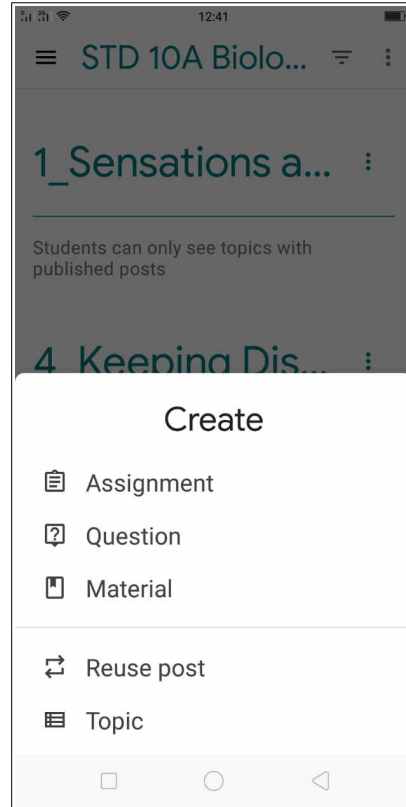 12:41
STD 10A Biolo...
1_Sensations a...
Students can only see topics with
published posts
4_Keeping Dis...
Create
Assignment
Question
Material
Reuse post
Topic